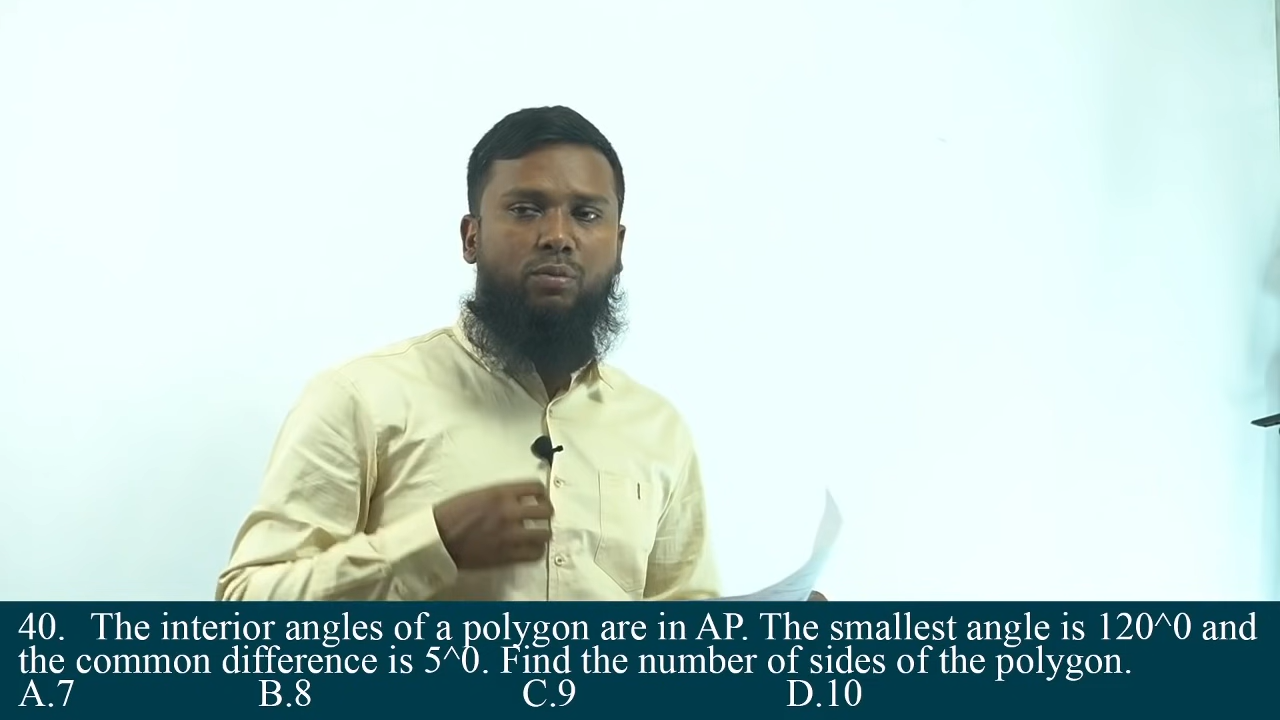 40. The interior angles of a polygon are in AP. The smallest angle is 120^0 and
the common difference is 5^0. Find the number of sides of the polygon.
A.7 B.8 C.9 D.10